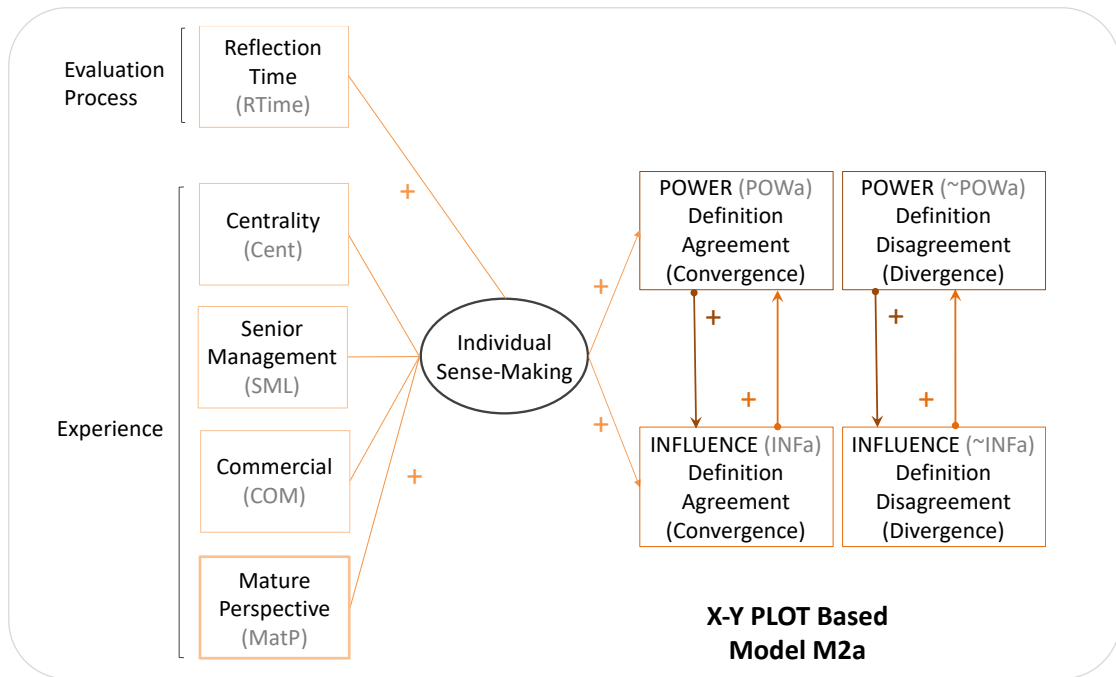 Evaluation
Process
Reflection
Time
(RTime)
+
Experience
Centrality
(Cent)
Senior
Management
(SML)
Commercial
(COM)
+
Mature
Perspective
(MatP)
Individual
Sense-Making
+
+
POWER (POWa)
Definition
Agreement
(Convergence)
POWER (~POWa)
Definition
Disagreement
(Divergence)
+
+
+
+
INFLUENCE (INFa)
Definition
Agreement
(Convergence)
INFLUENCE (~INFa)
Definition
Disagreement
(Divergence)
X-Y PLOT Based
Model M2a